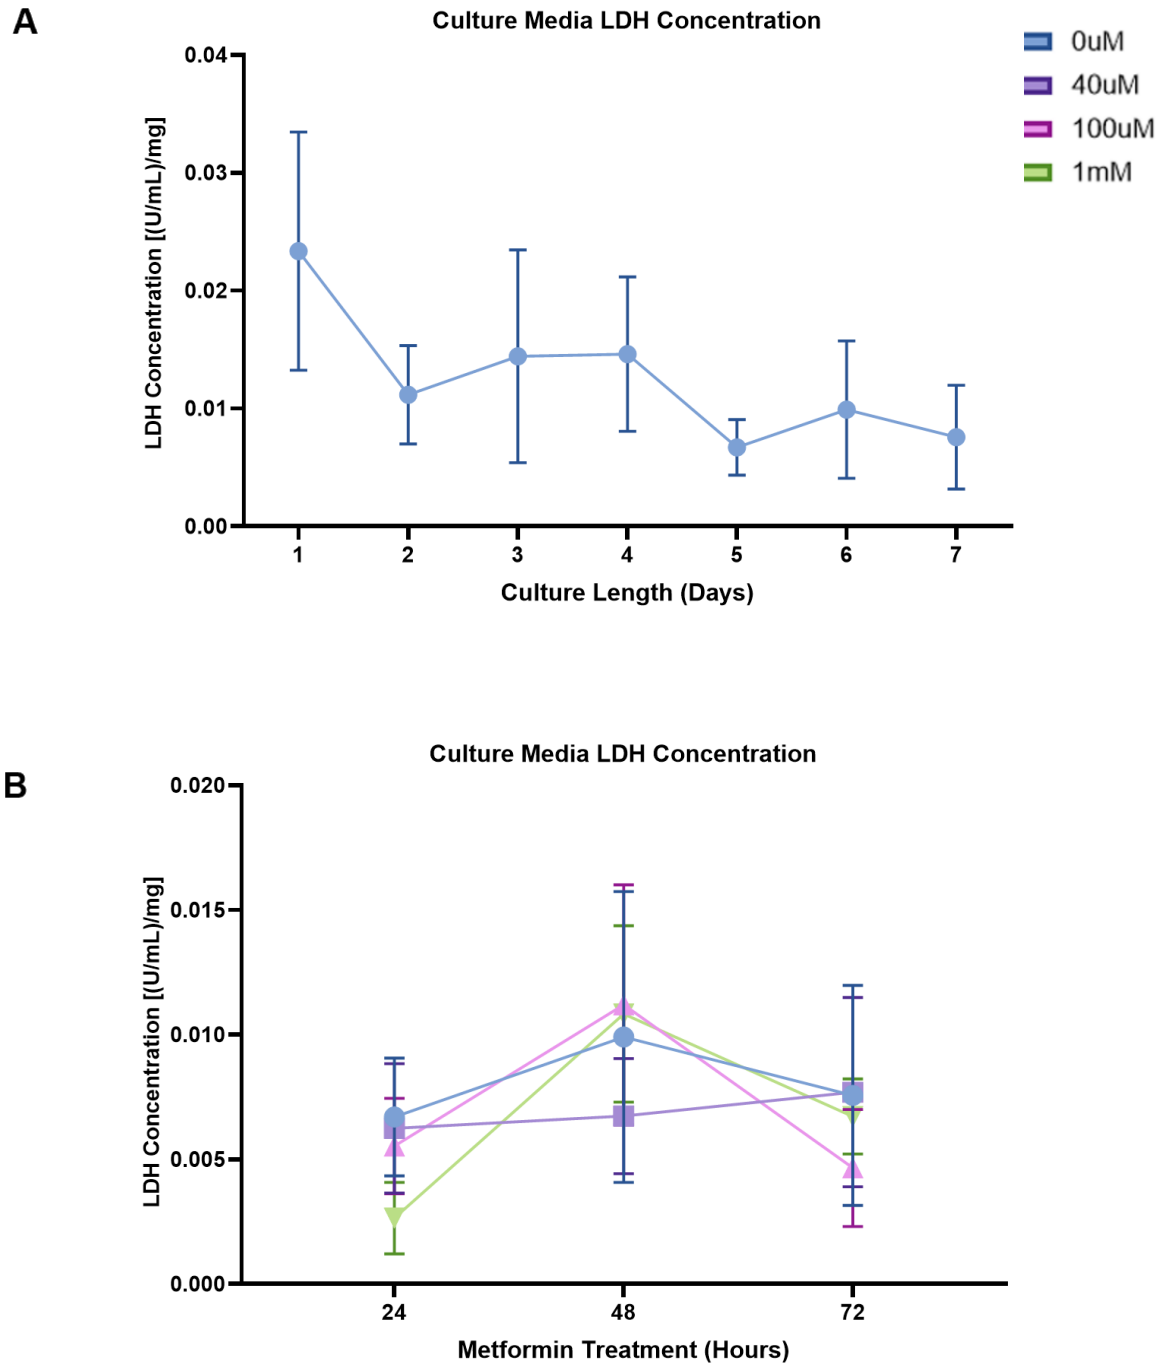 A
Culture Media LDH Concentration
0uM
40uM
100uM
1mM
LDH Concentration [(U/mL)/mg]
0.04
0.03
0.02
0.01
0.00
1 2 3 4 5 6 7
Culture Length (Days)
B
Culture Media LDH Concentration
LDH Concentration [(U/mL)/mg]
0.020
0.015
0.010
0.005
0.000
24 48 72
Metformin Treatment (Hours)